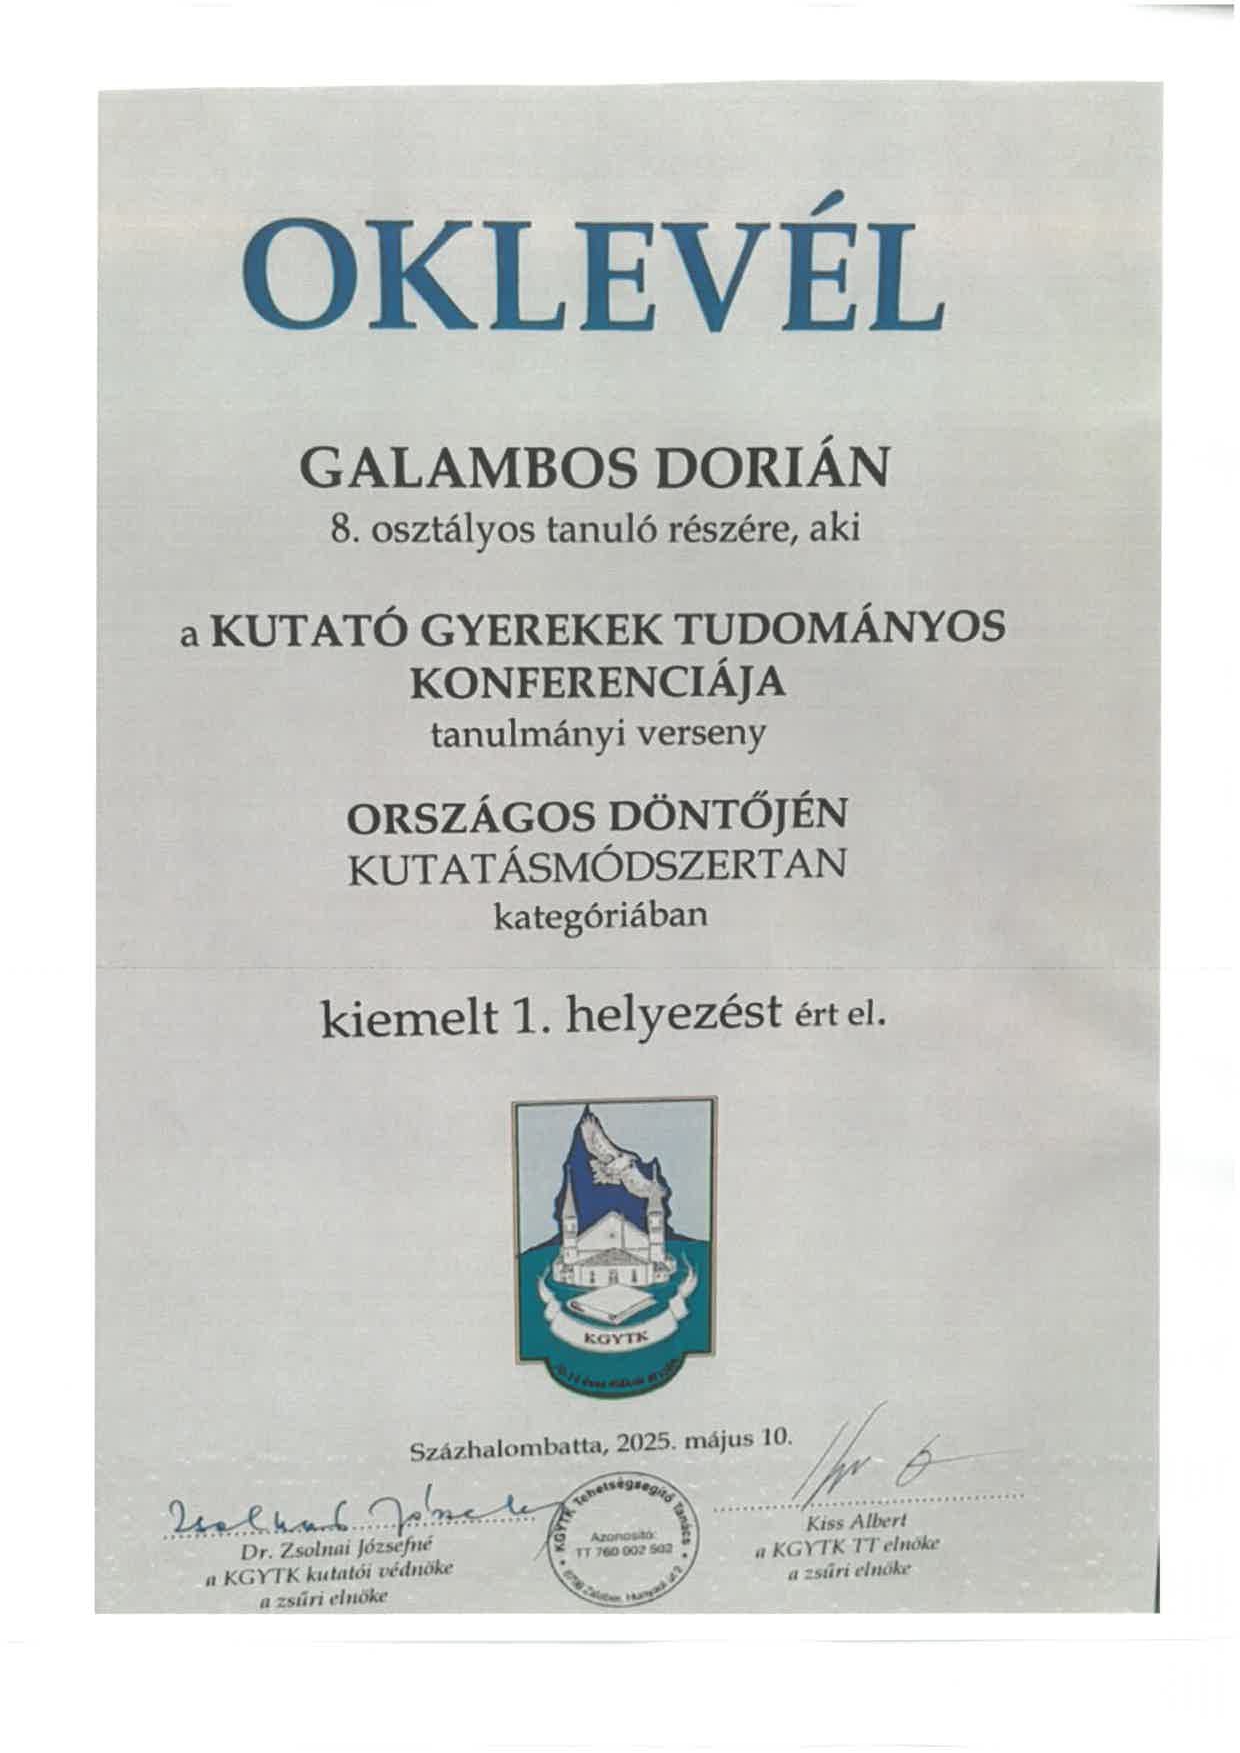 OKLEVÉL
GALAMBOS DORIÁN
8. osztályos tanuló részére, aki
a KUTATÓ GYEREKEK TUDOMÁNYOS
KONFERENCIÁJA
tanulmányi verseny
ORSZÁGOS DÖNTŐJÉN
KUTATÁSMÓDSZERTAN
kategóriában
kiemelt 1. helyezést ért el.
KGYTK
Százhalombatta, 2025. május 10.
Zsolnai Józsefné
Dr. Zsolnai Józsefné
a KGYTK kutatói védnöke
a zsűri elnöke
KGYTK Tehetségsegítő Tanács
Azonosító:
TT 760 002 502
Kiss Albert
a KGYTK TT elnöke
a zsűri elnöke